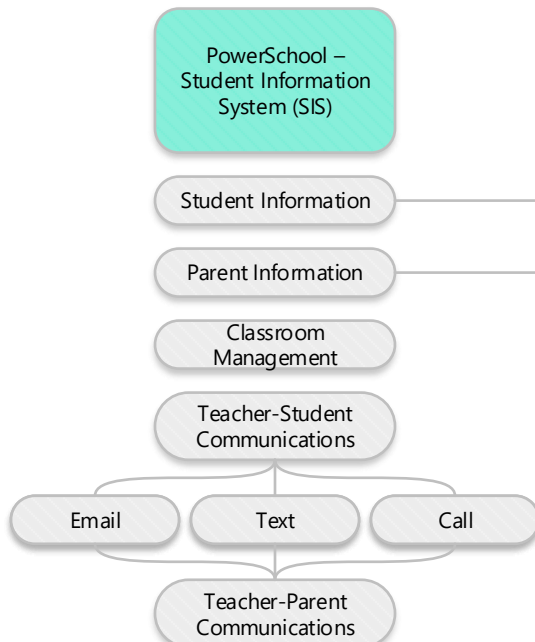 PowerSchool –
Student Information
System (SIS)
Student Information
Parent Information
Classroom
Management
Teacher-Student
Communications
Email
Text
Call
Teacher-Parent
Communications